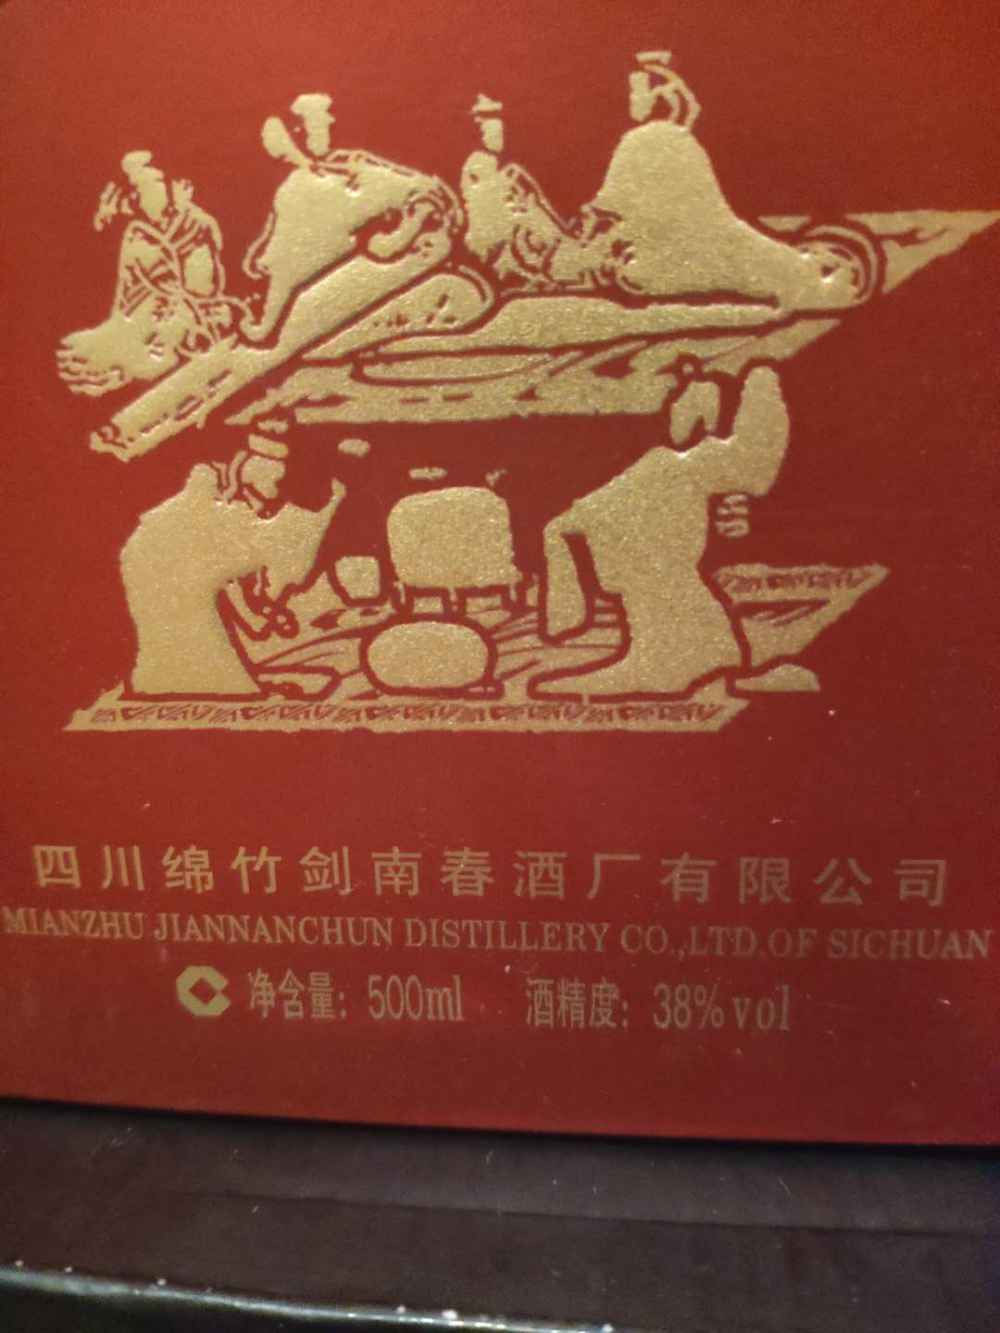 四川绵竹剑南春酒厂有限公司
MIANZHU JIANNANCHUN DISTILLERY CO.,LTD.OF SICHUAN
净含量：500ml 酒精度：38%vol